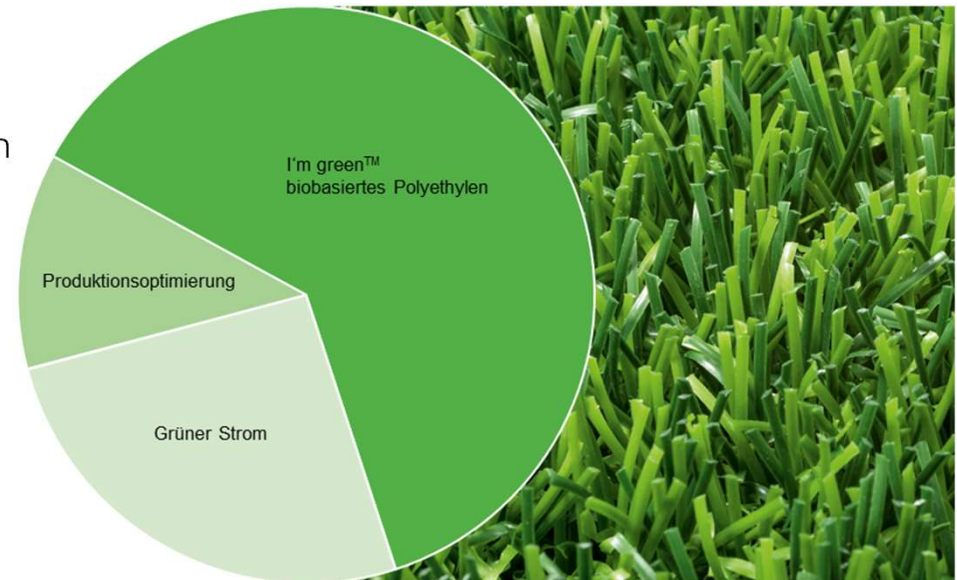 n
I'm green™
biobasiertes Polyethylen
Produktionsoptimierung
Grüner Strom